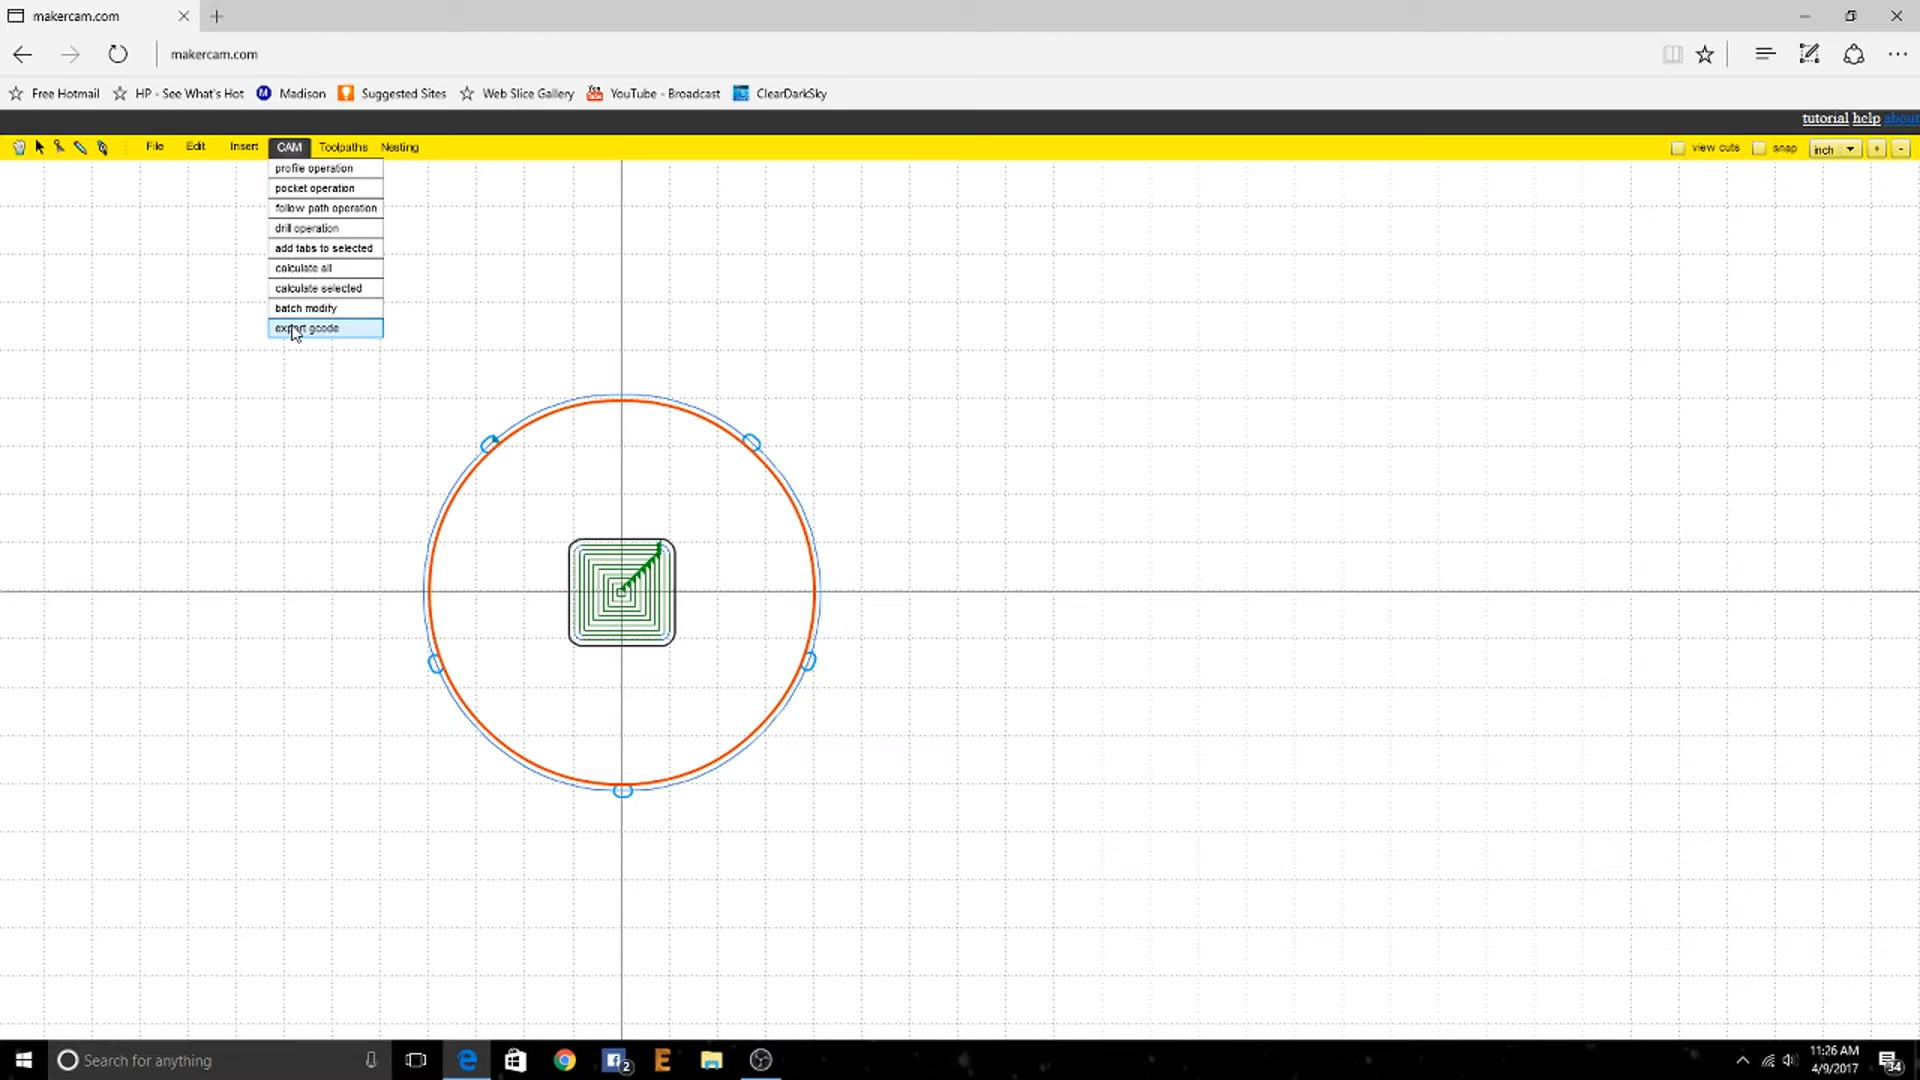 makercam.com
makercam.com
Free Hotmail HP - See What's Hot Madison Suggested Sites Web Slice Gallery YouTube - Broadcast ClearDarkSky
tutorial help about
File Edit Insert CAM Toolpaths Nesting view cuts snap inch + -
profile operation
pocket operation
follow path operation
drill operation
add tabs to selected
calculate all
calculate selected
batch modify
export gcode
Search for anything
2
11:26 AM
4/9/2017
34